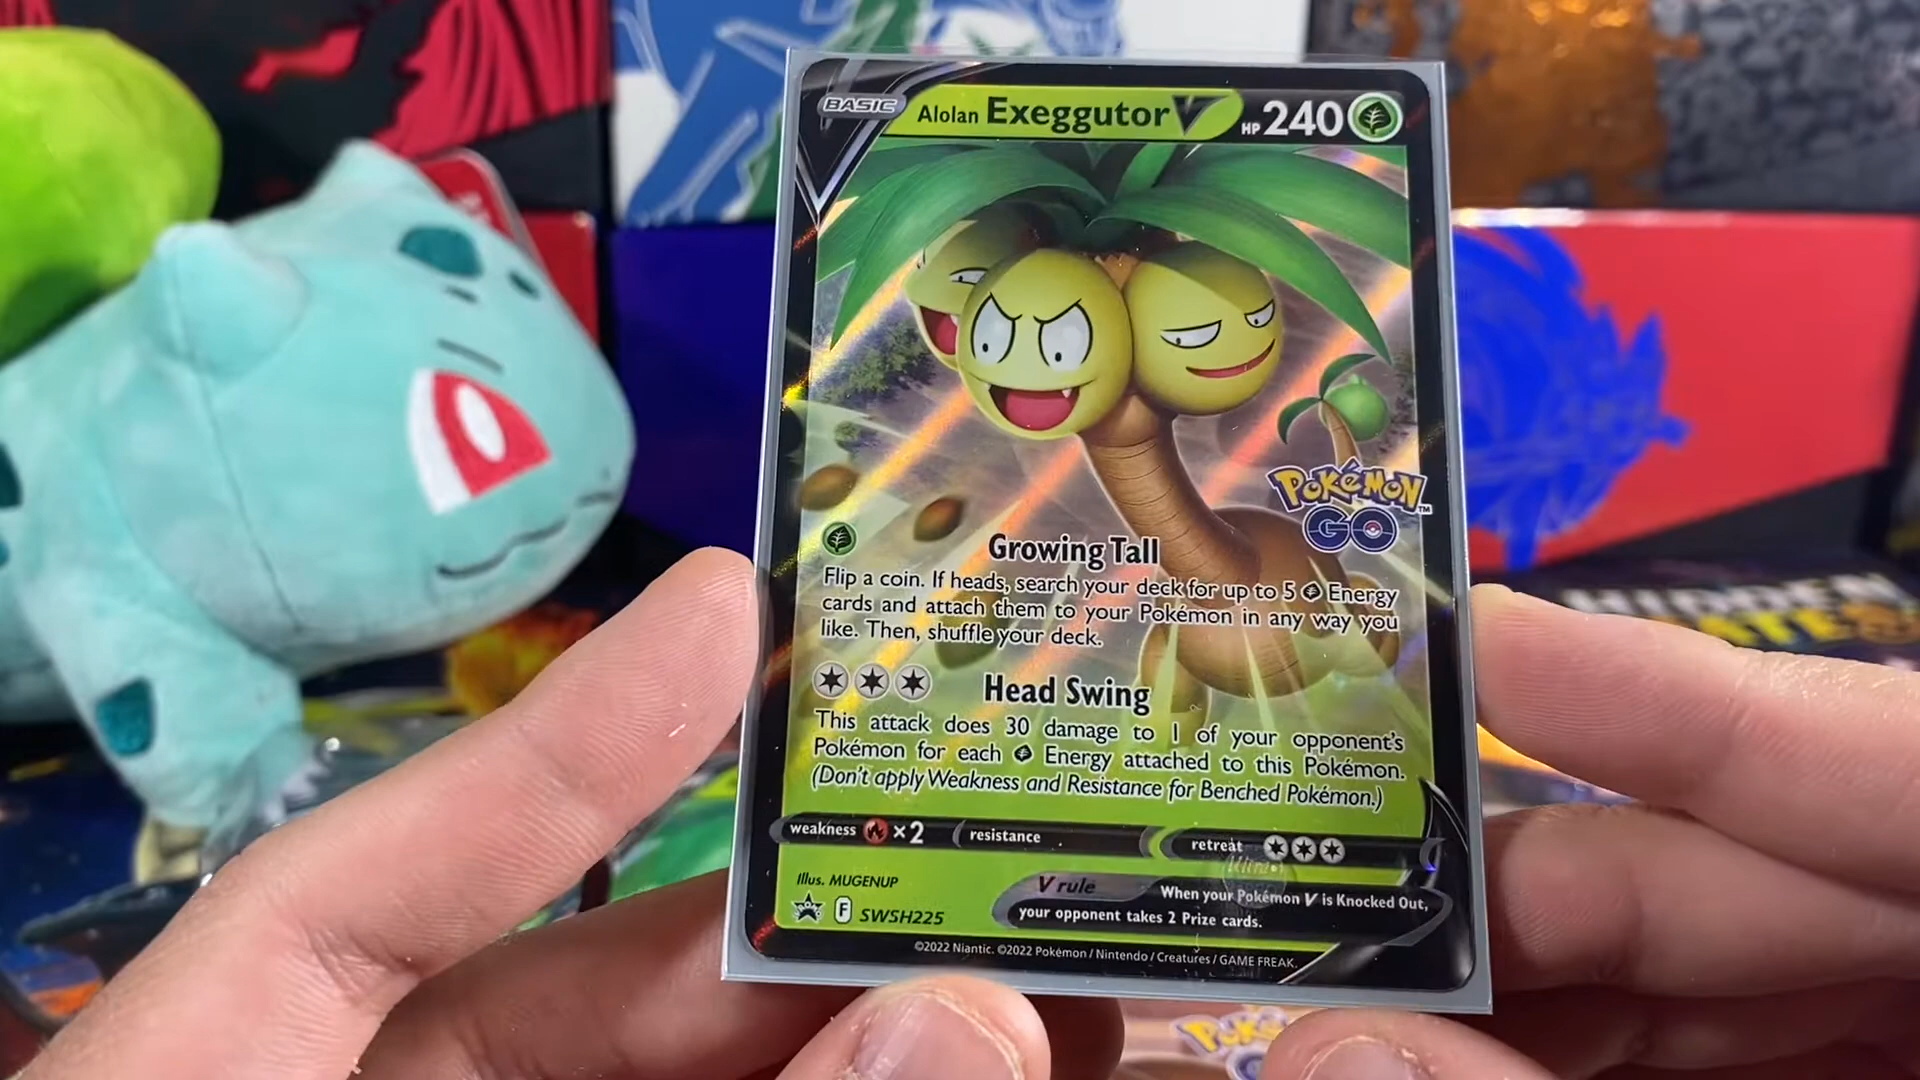 BASIC Alolan Exeggutor V HP 240
POKéMON™
GO
Growing Tall
Flip a coin. If heads, search your deck for up to 5 Energy
cards and attach them to your Pokémon in any way you
like. Then, shuffle your deck.
Head Swing
This attack does 30 damage to 1 of your opponent's
Pokémon for each Energy attached to this Pokémon.
(Don't apply Weakness and Resistance for Benched Pokémon.)
weakness ×2 resistance retreat
Illus. MUGENUP
F SWSH225
V rule When your Pokémon V is Knocked Out,
your opponent takes 2 Prize cards.
©2022 Niantic. ©2022 Pokémon / Nintendo / Creatures / GAME FREAK.